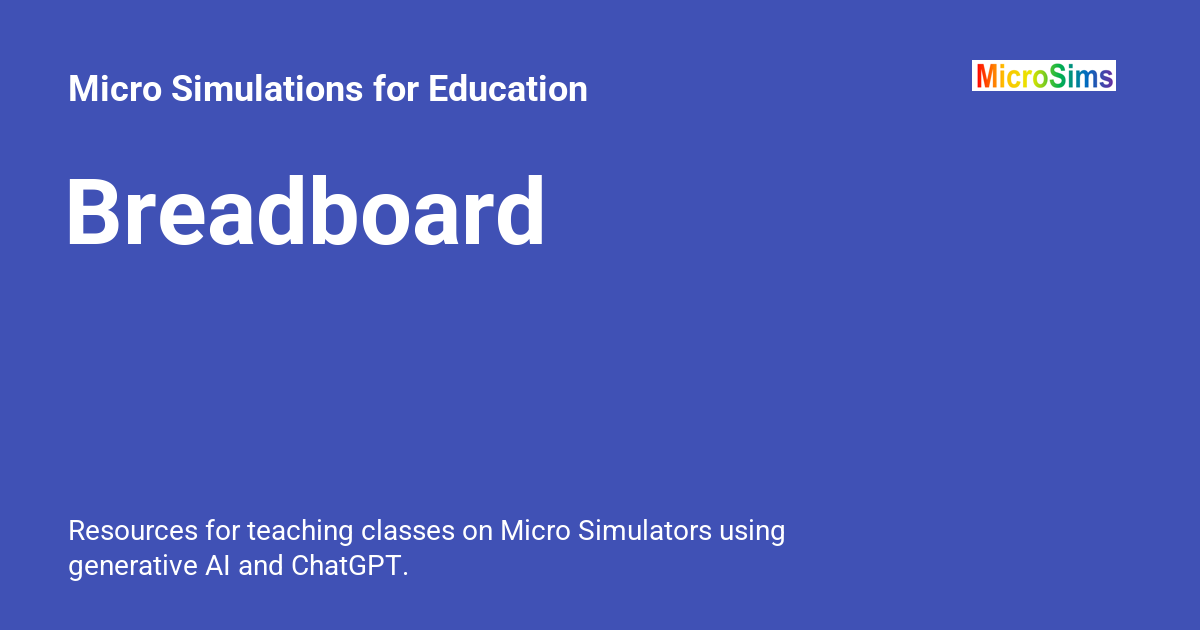 Micro Simulations for Education
MicroSims
Breadboard
Resources for teaching classes on Micro Simulators using
generative AI and ChatGPT.